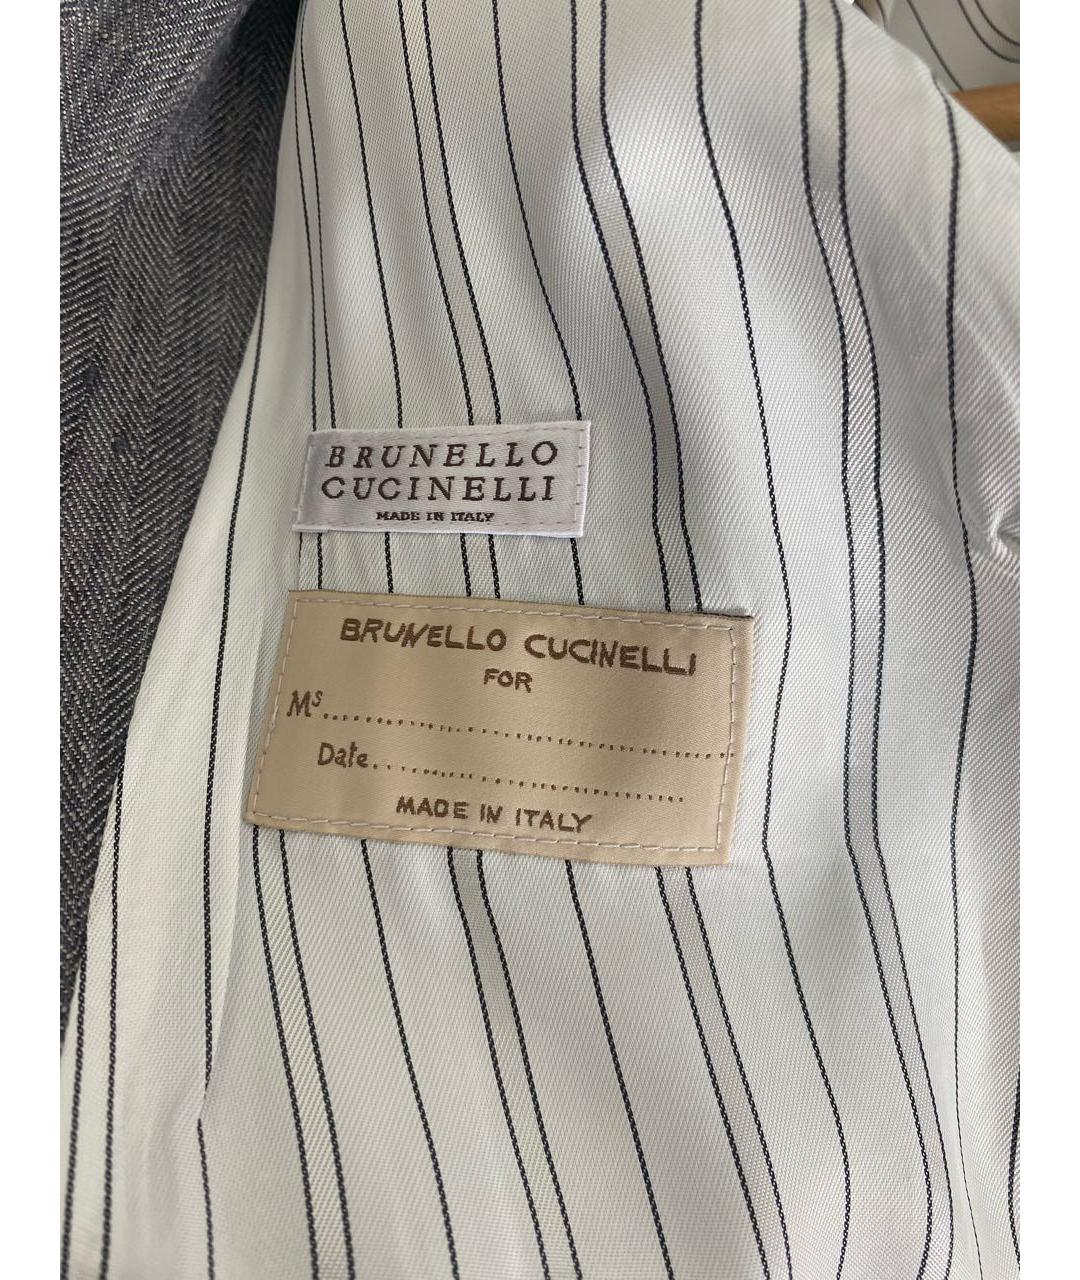 BRUNELLO
CUCINELLI
MADE IN ITALY
BRUNELLO CUCINELLI
FOR
Ms..............................
Date..............................
MADE IN ITALY